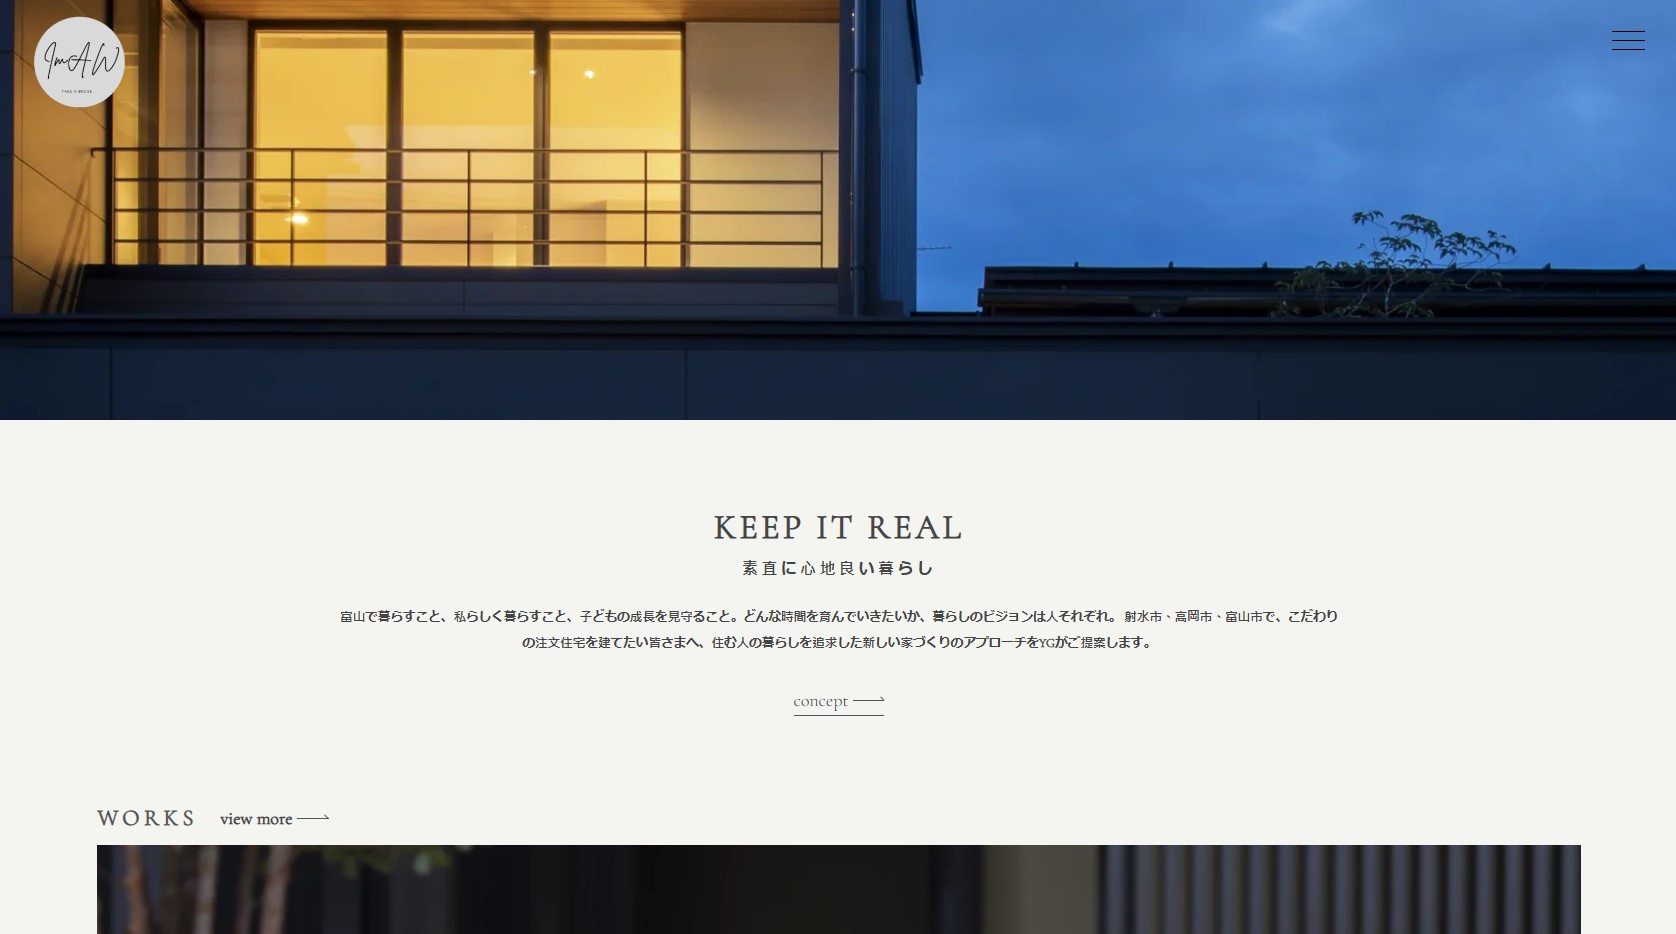 ImAW
TAKE A BREAK
KEEP IT REAL
素直に心地良い暮らし
富山で暮らすこと、私らしく暮らすこと、子どもの成長を見守ること。どんな時間を育んでいきたいか、暮らしのビジョンは人それぞれ。 射水市、高岡市、富山市で、こだわり
の注文住宅を建てたい皆さまへ、住む人の暮らしを追求した新しい家づくりのアプローチをYGがご提案します。
concept
WORKS view more